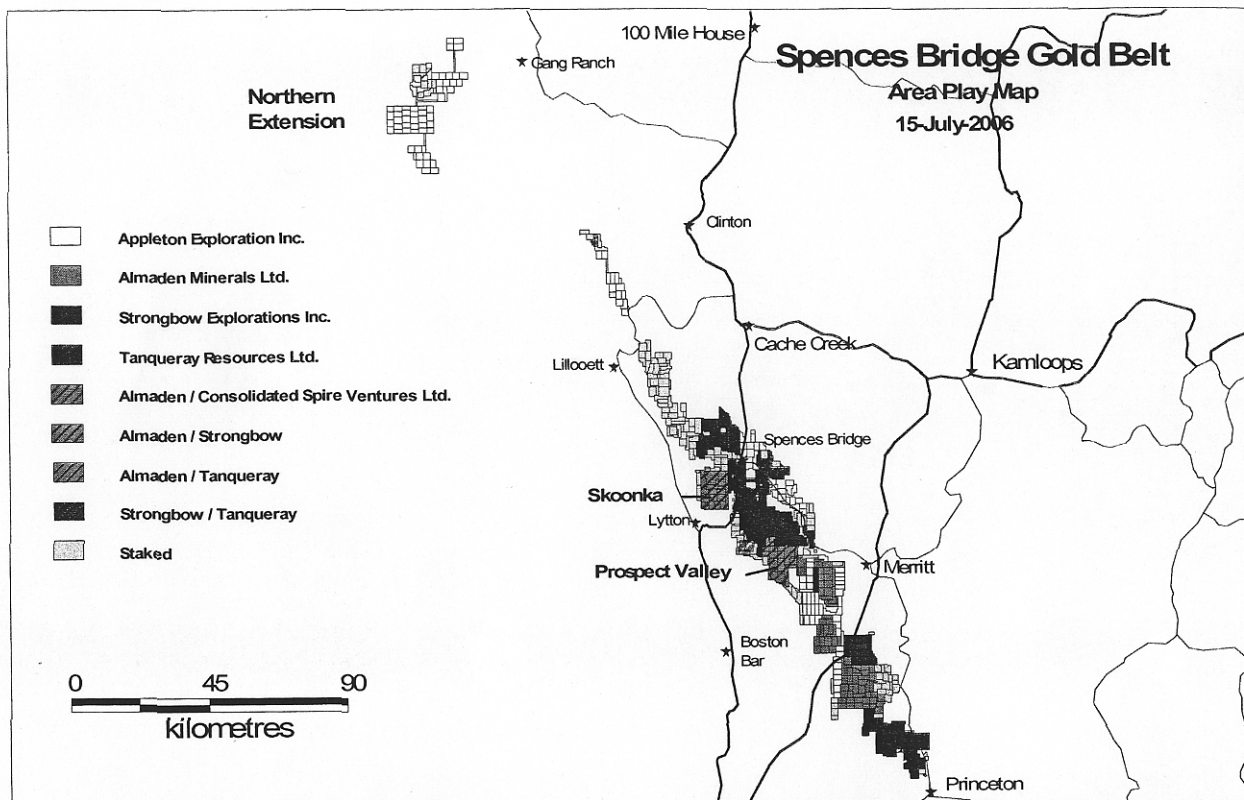 100 Mile House
Spences Bridge Gold Belt
Area Play Map
15-July-2006
Gang Ranch
Northern
Extension
Clinton
Appleton Exploration Inc.
Almaden Minerals Ltd.
Strongbow Explorations Inc.
Tanqueray Resources Ltd.
Almaden / Consolidated Spire Ventures Ltd.
Almaden / Strongbow
Almaden / Tanqueray
Strongbow / Tanqueray
Staked
Cache Creek
Lillooett
Kamloops
Spences Bridge
Skoonka
Lytton
Prospect Valley
Merritt
Boston
Bar
0 45 90
kilometres
Princeton